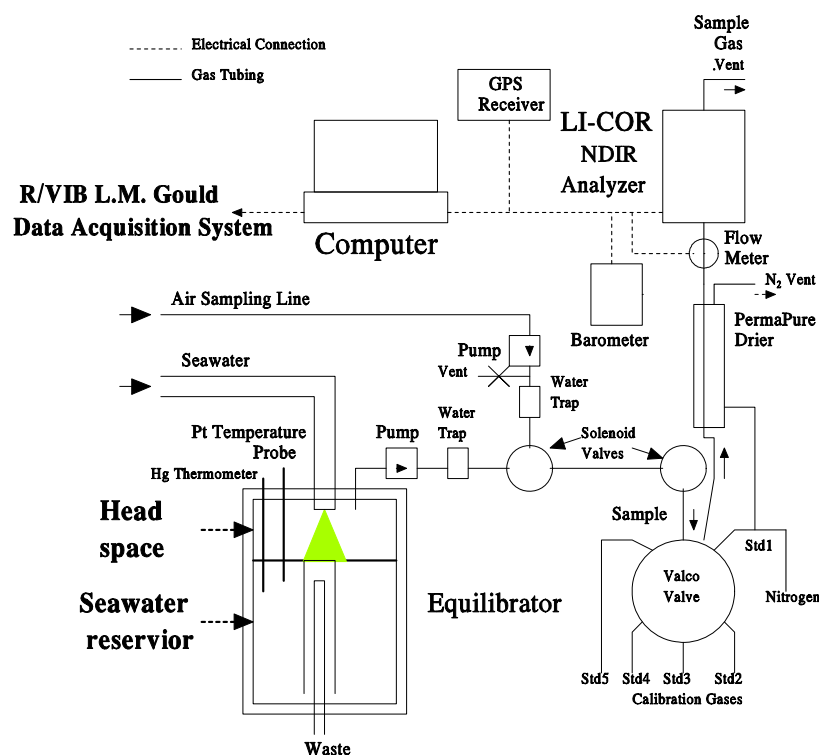 Electrical Connection
Gas Tubing
Sample
Gas
.Vent
GPS
Receiver
LI-COR
NDIR
Analyzer
R/VIB L.M. Gould
Data Acquisition System
Computer
Flow
Meter
N2 Vent
PermaPure
Drier
Barometer
Air Sampling Line
Pump
Vent
Water
Trap
Seawater
Pt Temperature
Probe
Hg Thermometer
Pump
Water
Trap
Solenoid
Valves
Head
space
Sample
Std1
Std5
Valco
Valve
Nitrogen
Seawater
reservior
Equilibrator
Std4
Std3
Std2
Calibration Gases
Waste